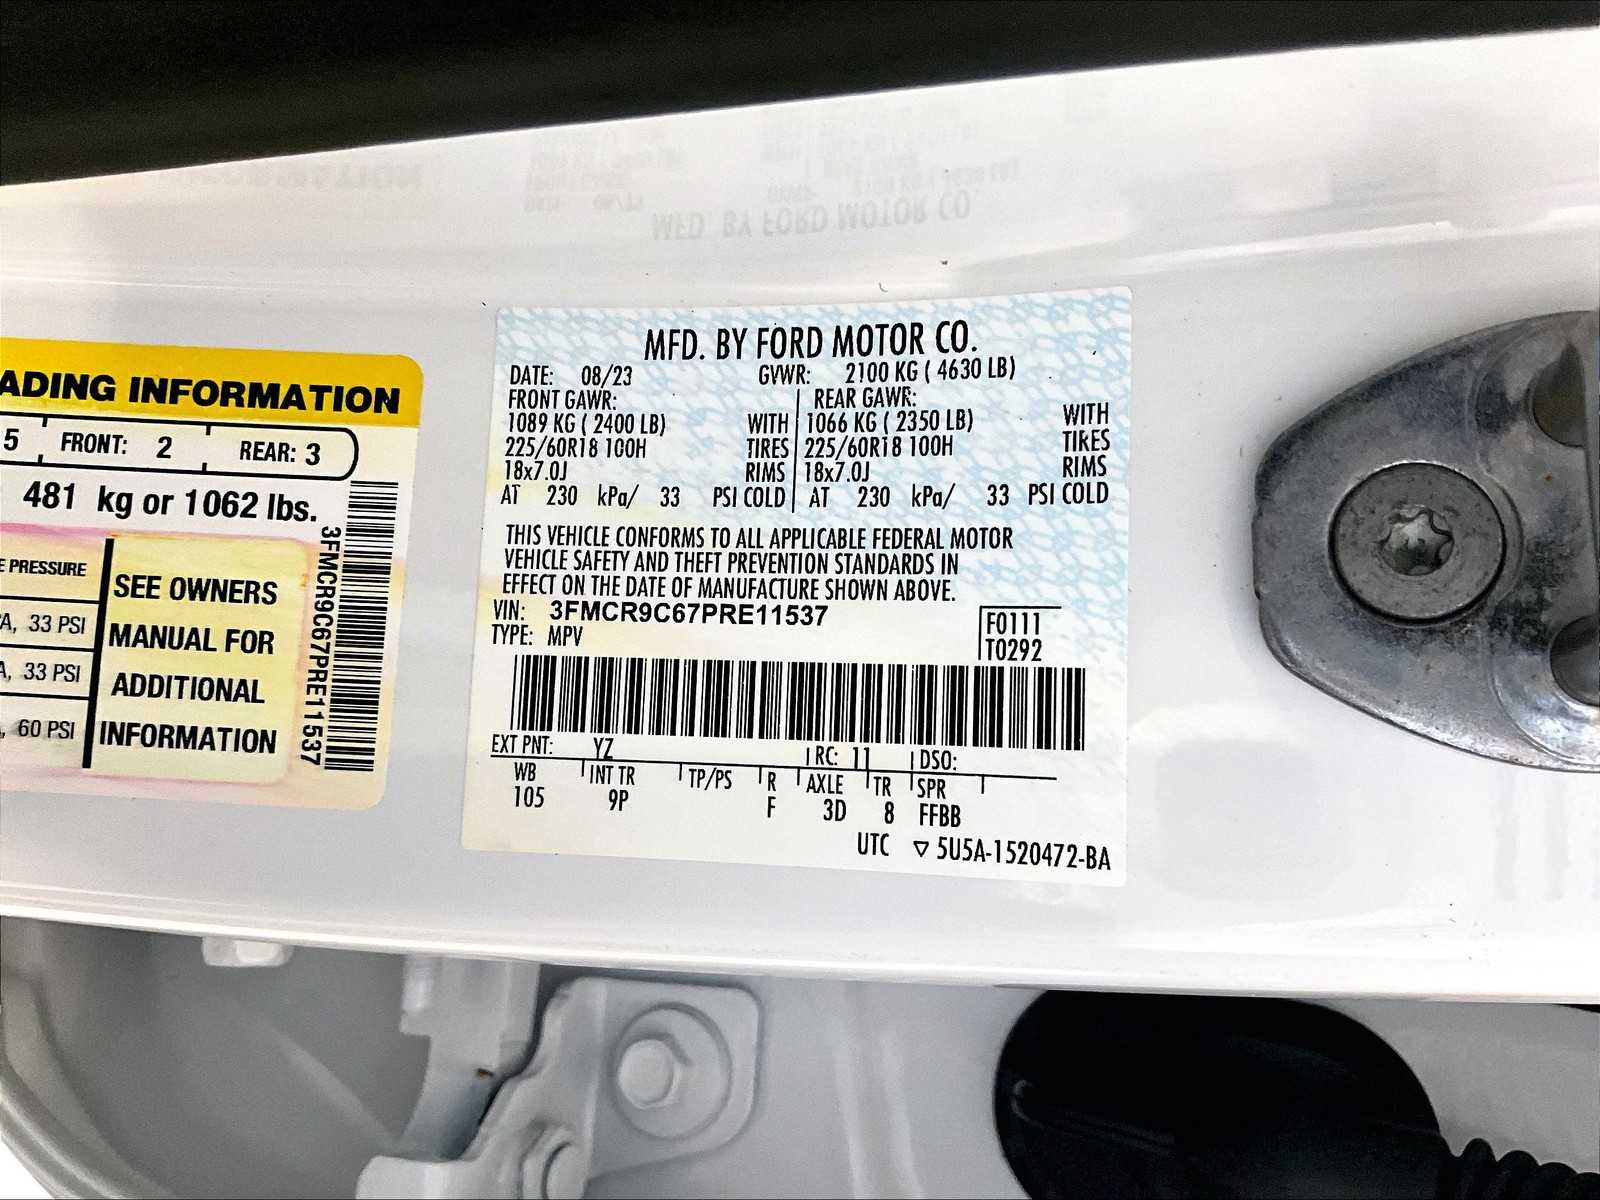 ADING INFORMATION
5 FRONT: 2 REAR: 3
481 kg or 1062 lbs.
E PRESSURE
A, 33 PSI
A, 33 PSI
, 60 PSI
SEE OWNERS
MANUAL FOR
ADDITIONAL
INFORMATION
3FMCR9C67PRE11537
MFD. BY FORD MOTOR CO.
DATE: 08/23 GVWR: 2100 KG ( 4630 LB)
FRONT GAWR: REAR GAWR:
1089 KG ( 2400 LB) WITH 1066 KG ( 2350 LB) WITH
225/60R18 100H TIRES 225/60R18 100H TIRES
18x7.0J RIMS 18x7.0J RIMS
AT 230 kPa/ 33 PSI COLD AT 230 kPa/ 33 PSI COLD
THIS VEHICLE CONFORMS TO ALL APPLICABLE FEDERAL MOTOR
VEHICLE SAFETY AND THEFT PREVENTION STANDARDS IN
EFFECT ON THE DATE OF MANUFACTURE SHOWN ABOVE.
VIN: 3FMCR9C67PRE11537 F0111
TYPE: MPV T0292
EXT PNT: YZ RC: 11 DSO:
WB INT TR TP/PS R AXLE TR SPR
105 9P F 3D 8 FFBB
UTC ▽ 5U5A-1520472-BA